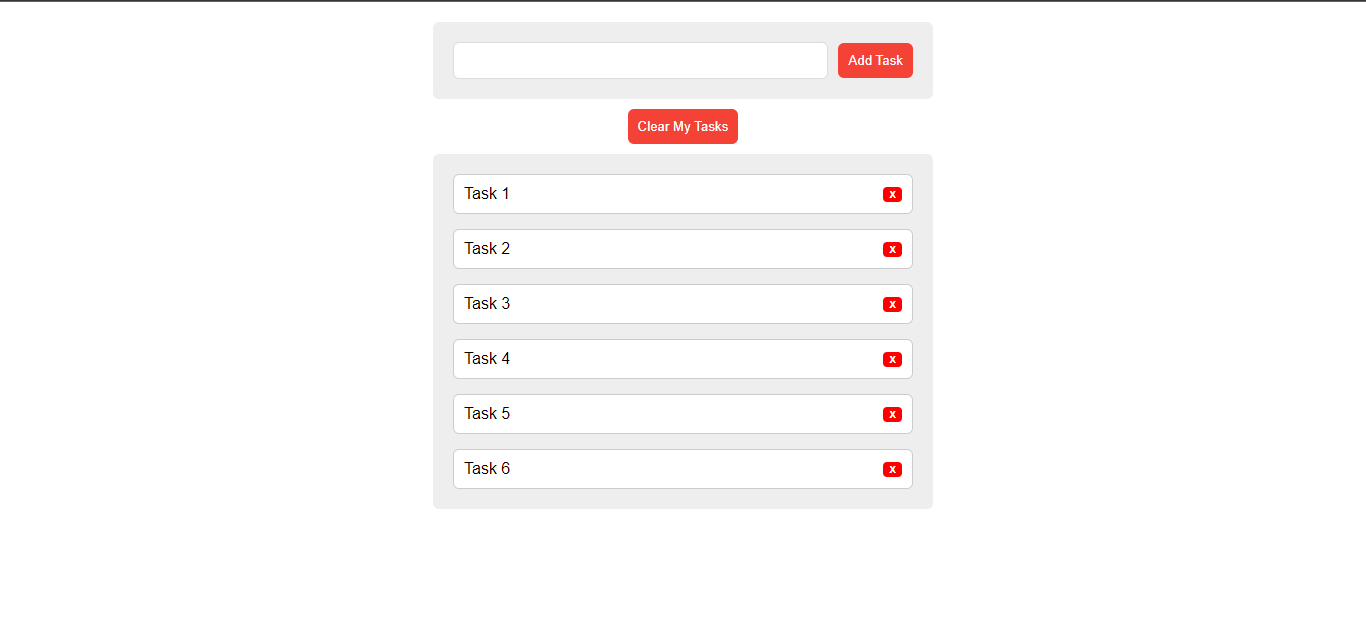 Add Task
Clear My Tasks
Task 1 x
Task 2 x
Task 3 x
Task 4 x
Task 5 x
Task 6 x